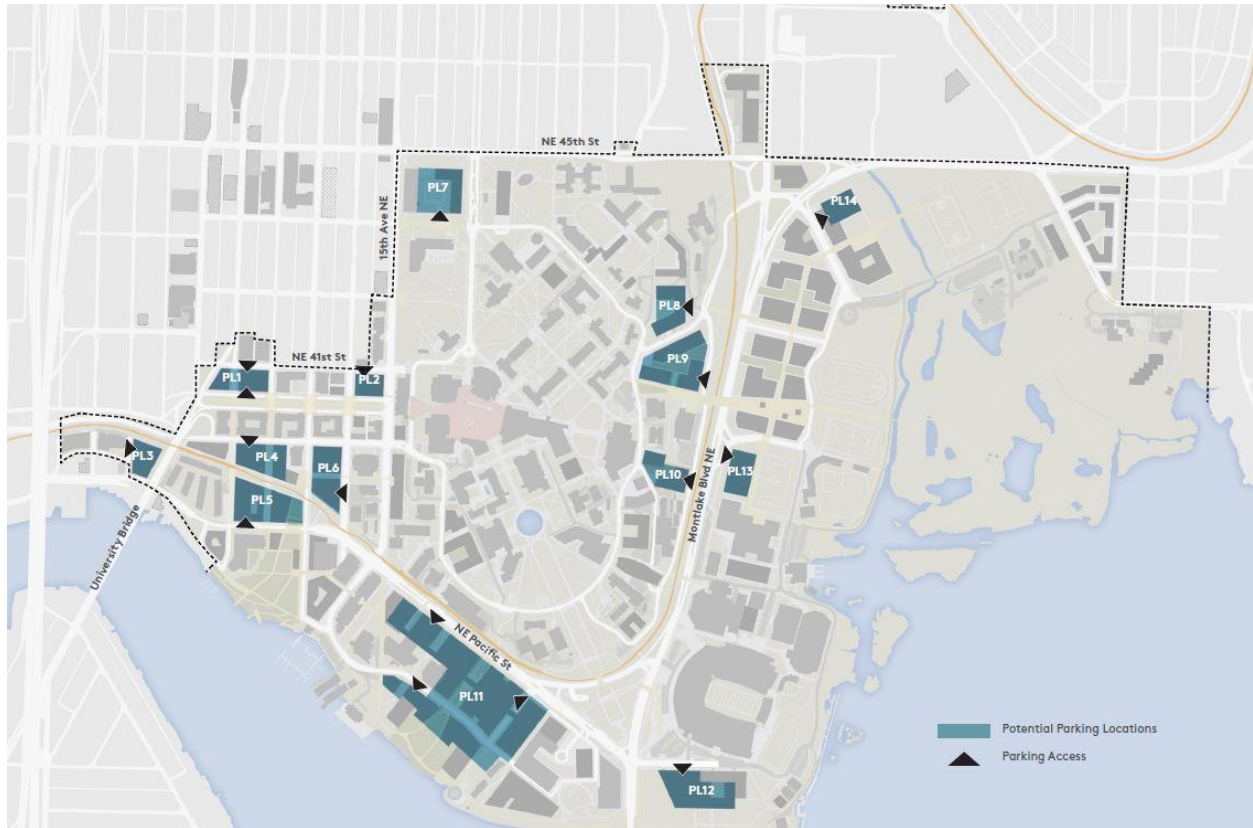 NE 45th St
PL7
15th Ave NE
PL14
PL8
NE 41st St
PL9
PL1
PL2
PL3
PL4
PL6
PL10
PL13
PL5
Montlake Blvd NE
University Bridge
NE Pacific St
PL11
Potential Parking Locations
Parking Access
PL12